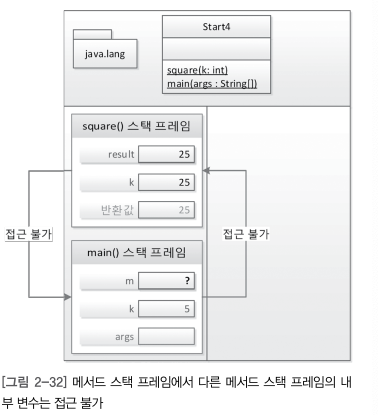 Start4
java.lang
square(k: int)
main(args : String[])
square() 스택 프레임
result 25
k 25
반환값 25
접근 불가
접근 불가
main() 스택 프레임
m ?
k 5
args
[그림 2-32] 메서드 스택 프레임에서 다른 메서드 스택 프레임의 내
부 변수는 접근 불가